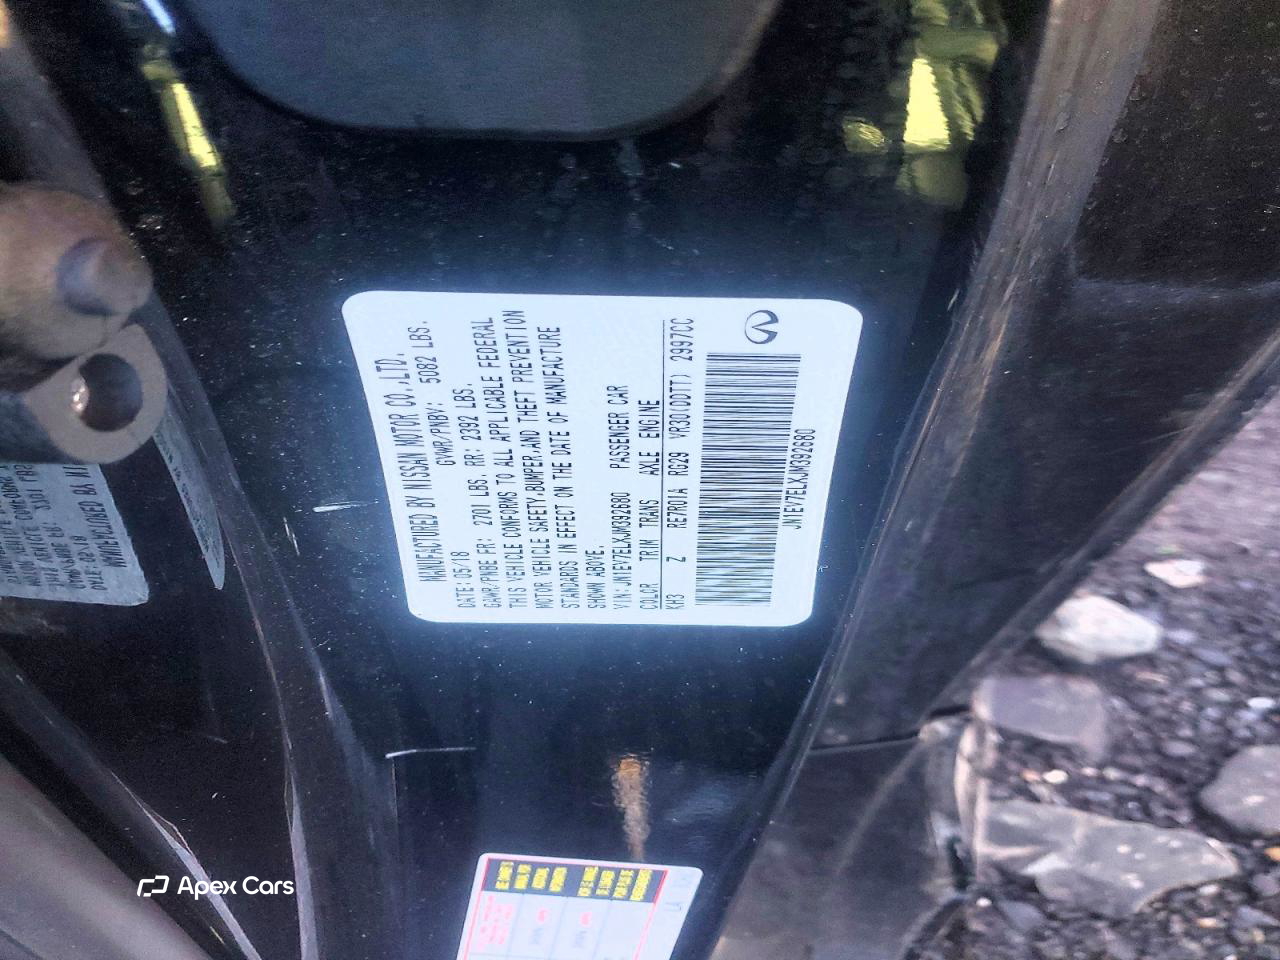 MANUFACTURED BY NISSAN MOTOR CO.,LTD.
DATE: 05/18 GVWR/PNBV: 5082 LBS.
GAWR/PNBE FR: 2701 LBS. RR: 2392 LBS.
THIS VEHICLE CONFORMS TO ALL APPLICABLE FEDERAL
MOTOR VEHICLE SAFETY,BUMPER,AND THEFT PREVENTION
STANDARDS IN EFFECT ON THE DATE OF MANUFACTURE
SHOWN ABOVE.
VIN: JN1EV7ELXJM392680 PASSENGER CAR
COLOR TRIM TRANS AXLE ENGINE
KH3 Z RE7R01A RG29 VR30(DDTT) 2997CC
JN1EV7ELXJM392680
Apex Cars